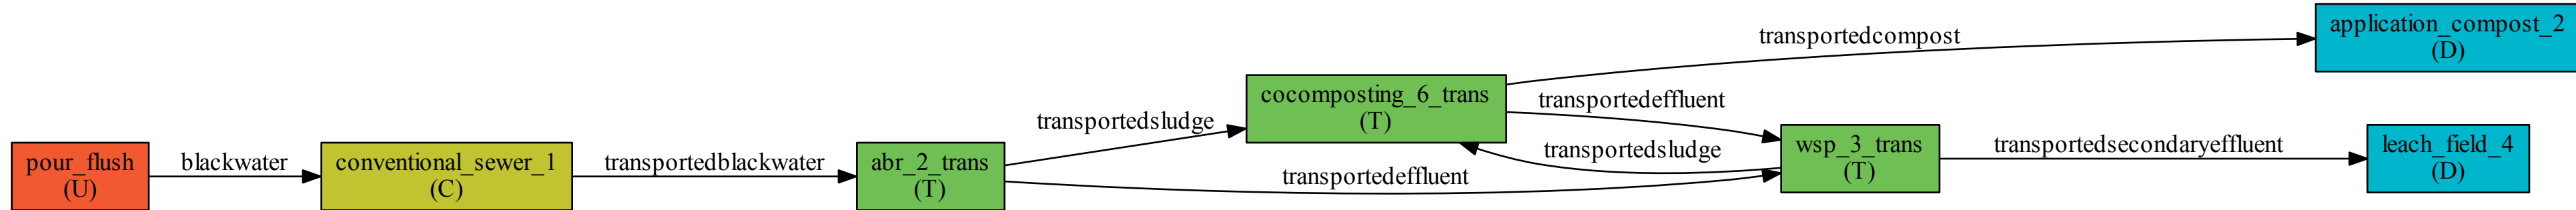 pour_flush
(U)
blackwater
conventional_sewer_1
(C)
transportedblackwater
abr_2_trans
(T)
transportedsludge
transportedeffluent
cocomposting_6_trans
(T)
transportedcompost
transportedeffluent
transportedsludge
wsp_3_trans
(T)
transportedsecondaryeffluent
application_compost_2
(D)
leach_field_4
(D)